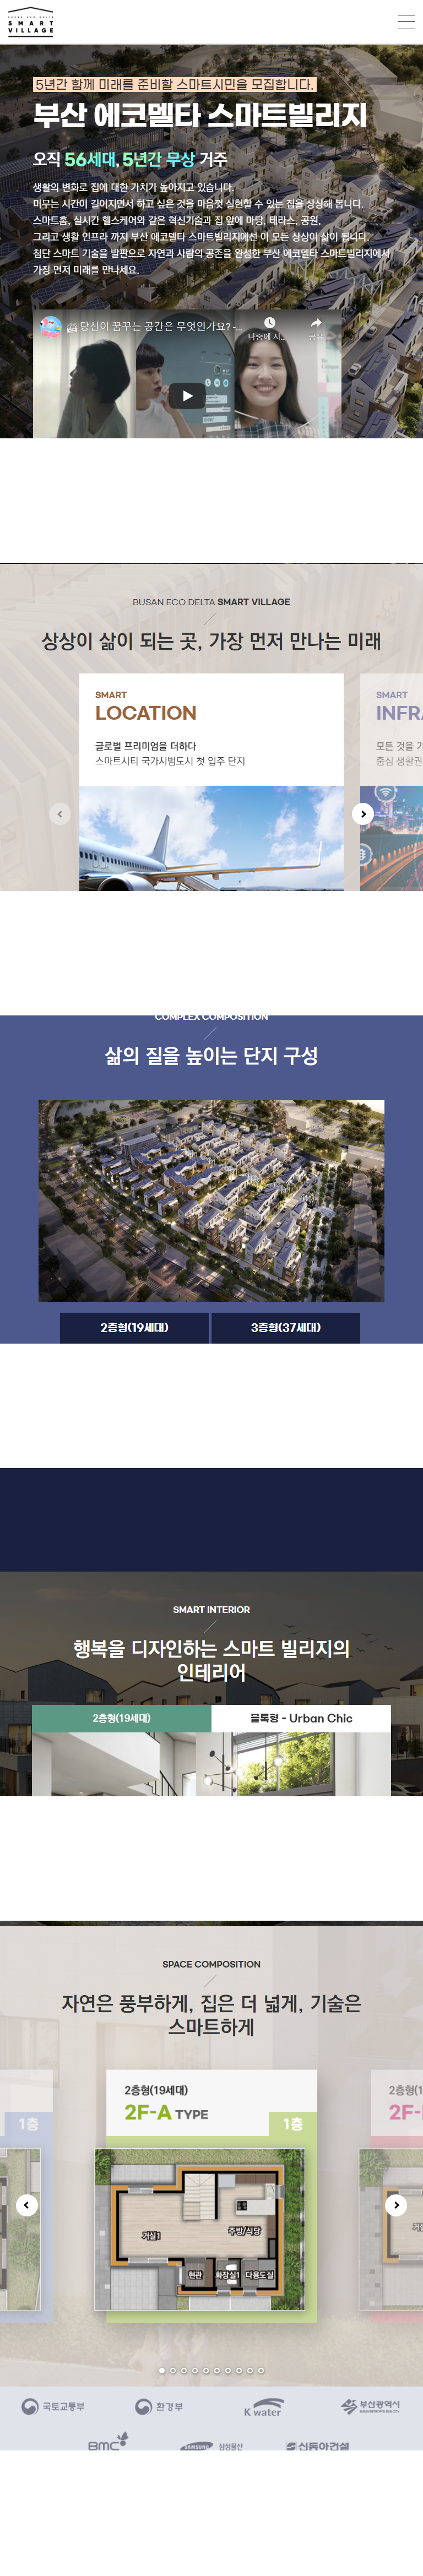 BUSAN ECO DELTA
SMART
VILLAGE
5년간 함께 미래를 준비할 스마트시민을 모집합니다.
부산 에코델타 스마트빌리지
오직 56세대, 5년간 무상 거주
생활의 변화로 집에 대한 가치가 높아지고 있습니다.
머무는 시간이 길어지면서 하고 싶은 것을 마음껏 실현할 수 있는 집을 상상해 봅니다.
스마트홈, 실시간 헬스케어와 같은 혁신기술과 집 앞에 마당, 테라스, 공원,
그리고 생활 인프라 까지 부산 에코델타 스마트빌리지에선 이 모든 상상이 삶이 됩니다.
첨단 스마트 기술을 발판으로 자연과 사람의 공존을 완성한 부산 에코델타 스마트빌리지에서
가장 먼저 미래를 만나세요.
당신이 꿈꾸는 공간은 무엇인가요? -...
나중에 시...
공유
BUSAN ECO DELTA SMART VILLAGE
상상이 삶이 되는 곳, 가장 먼저 만나는 미래
SMART
LOCATION
글로벌 프리미엄을 더하다
스마트시티 국가시범도시 첫 입주 단지
SMART
INFRA
모든 것을 가
중심 생활권
COMPLEX COMPOSITION
삶의 질을 높이는 단지 구성
2층형(19세대)
3층형(37세대)
SMART INTERIOR
행복을 디자인하는 스마트 빌리지의
인테리어
2층형(19세대)
블록형 - Urban Chic
SPACE COMPOSITION
자연은 풍부하게, 집은 더 넓게, 기술은
스마트하게
1층
2층형(19세대)
2F-A TYPE
1층
거실1
주방/식당
현관
화장실1
다용도실
2층형(19
2F-
국토교통부
환경부
K water
부산광역시
BMC
SAMSUNG
삼성물산
신동아건설